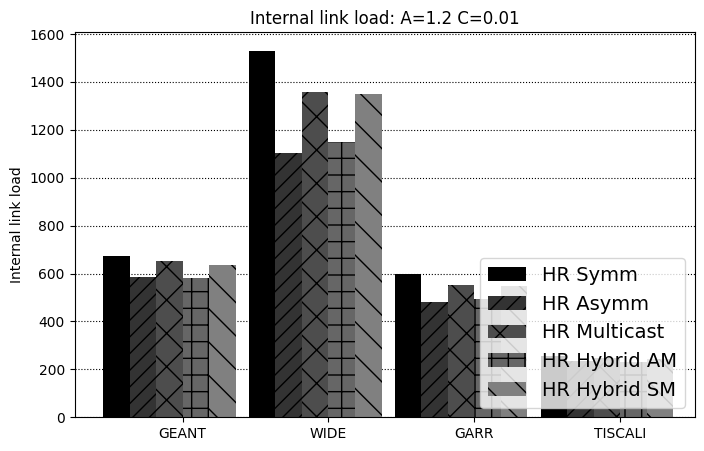 Internal link load: A=1.2 C=0.01
Internal link load
1600
1400
1200
1000
800
600
400
200
0
GEANT
WIDE
GARR
TISCALI
HR Symm
HR Asymm
HR Multicast
HR Hybrid AM
HR Hybrid SM